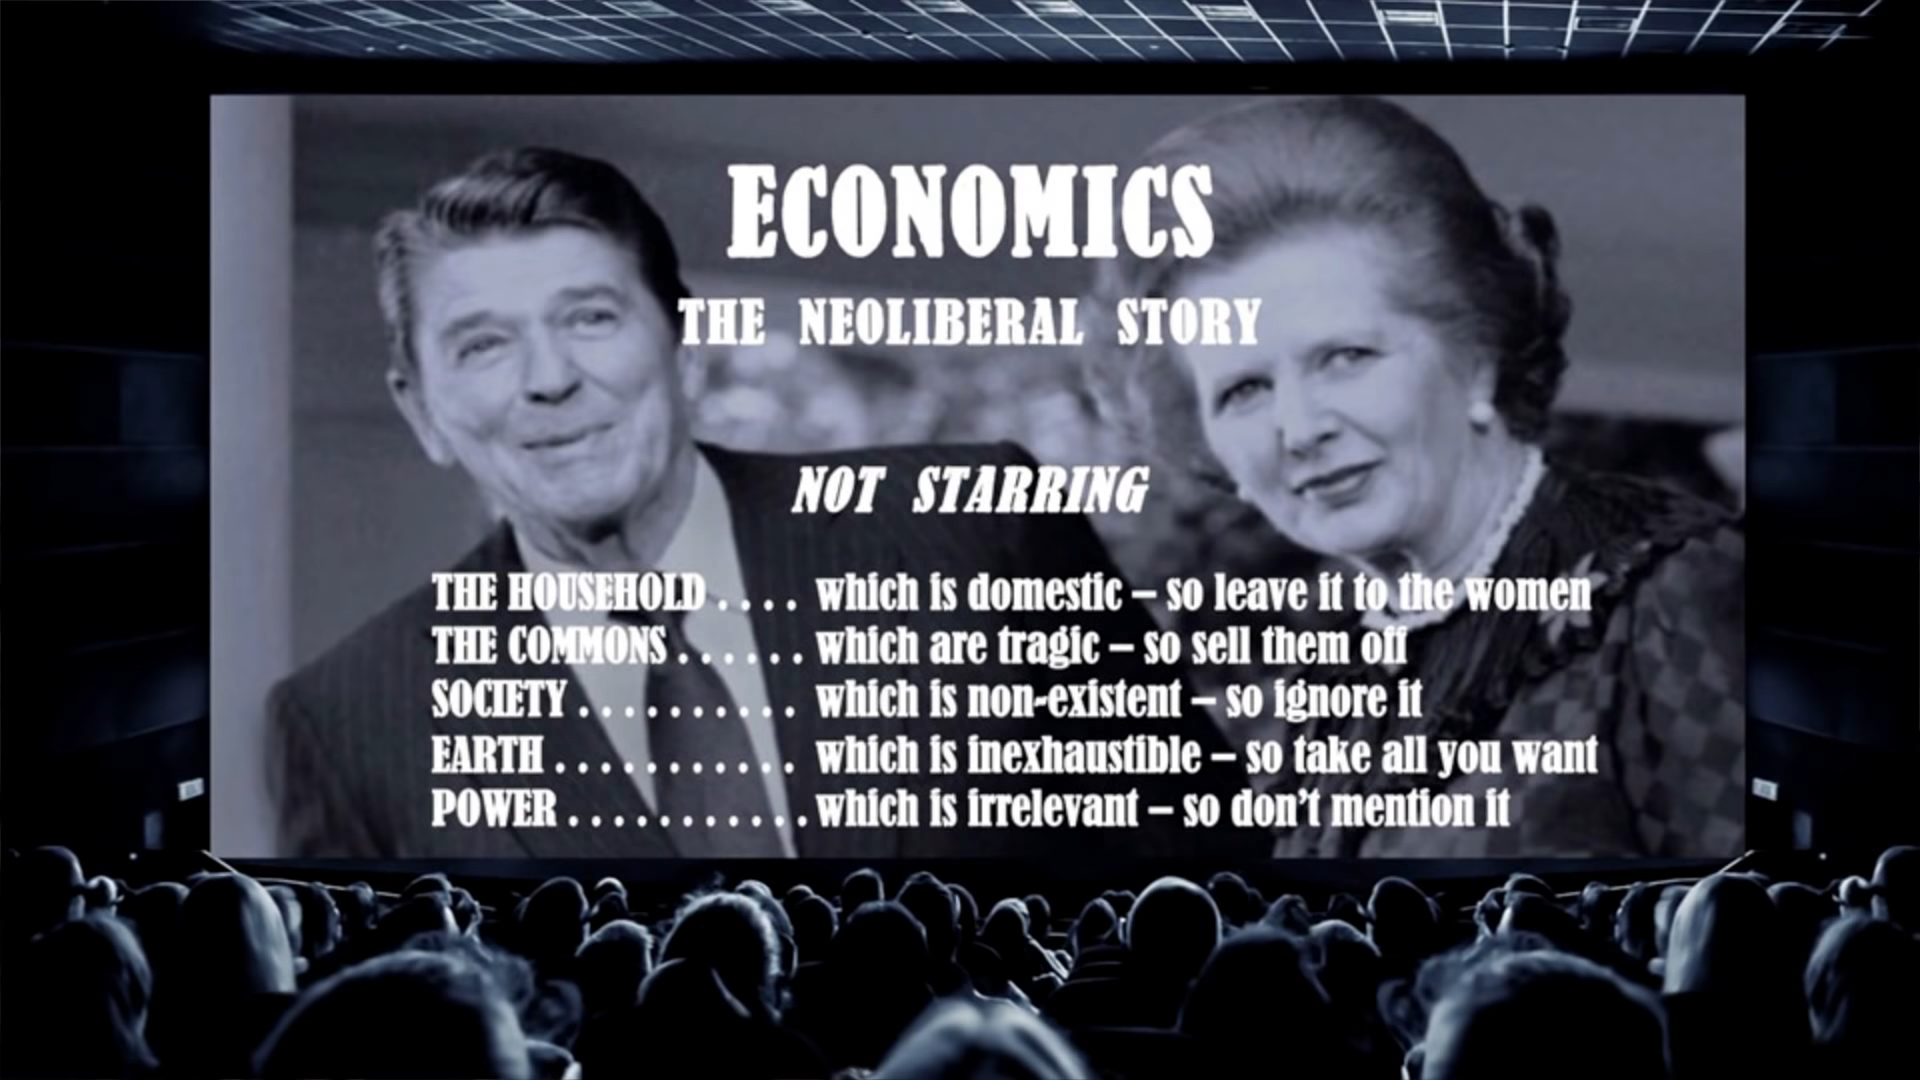 ECONOMICS
THE NEOLIBERAL STORY
NOT STARRING
THE HOUSEHOLD . . . . which is domestic – so leave it to the women
THE COMMONS . . . . . . which are tragic – so sell them off
SOCIETY . . . . . . . . . . which is non-existent – so ignore it
EARTH . . . . . . . . . . . which is inexhaustible – so take all you want
POWER . . . . . . . . . . . which is irrelevant – so don't mention it